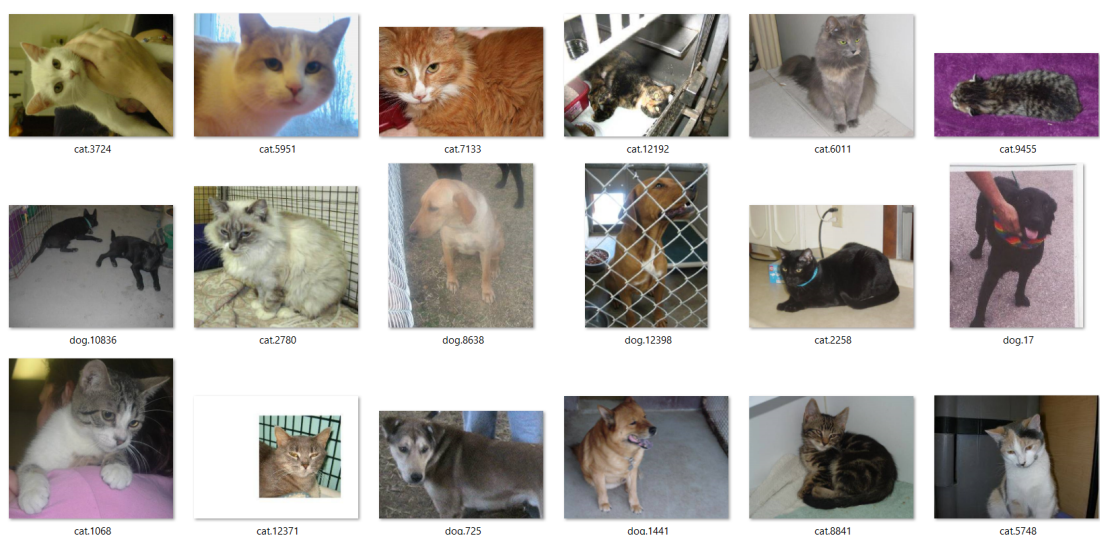 cat.3724
cat.5951
cat.7133
cat.12192
cat.6011
cat.9455
dog.10836
cat.2780
dog.8638
dog.12398
cat.2258
dog.17
cat.1068
cat.12371
dog.725
dog.1441
cat.8841
cat.5748